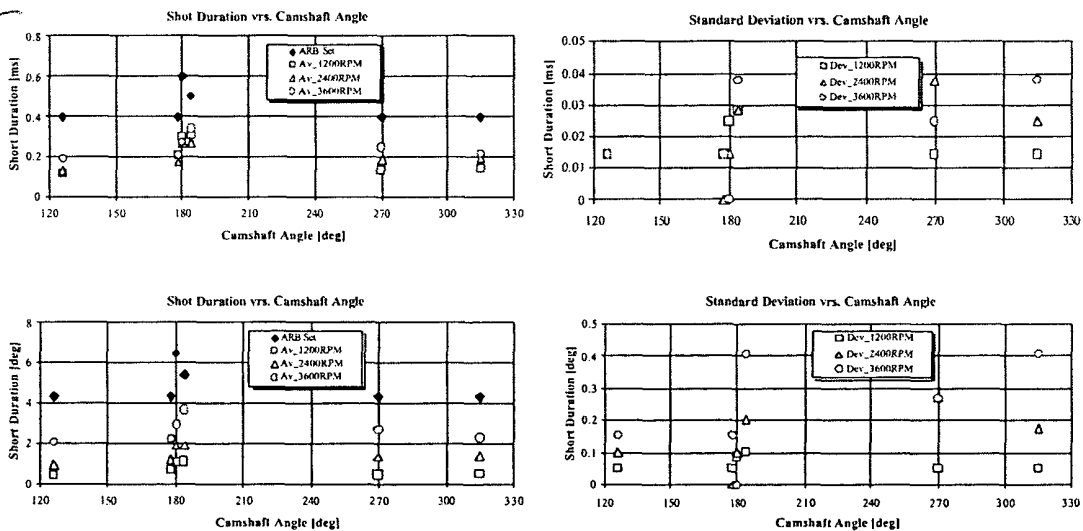 Shot Duration vrs. Camshaft Angle
Short Duration [ms]
0.8
0.6
0.4
0.2
0
ARB Set
Av_1200RPM
Av_2400RPM
Av_3600RPM
120 150 180 210 240 270 300 330
Camshaft Angle [deg]
Standard Deviation vrs. Camshaft Angle
Short Duration [ms]
0.05
0.04
0.03
0.02
0.01
0
Dev_1200RPM
Dev_2400RPM
Dev_3600RPM
120 150 180 210 240 270 300 330
Camshaft Angle [deg]
Shot Duration vrs. Camshaft Angle
Short Duration [deg]
8
6
4
2
0
ARB Set
Av_1200RPM
Av_2400RPM
Av_3600RPM
120 150 180 210 240 270 300 330
Camshaft Angle [deg]
Standard Deviation vrs. Camshaft Angle
Short Duration [deg]
0.5
0.4
0.3
0.2
0.1
0
Dev_1200RPM
Dev_2400RPM
Dev_3600RPM
120 150 180 210 240 270 300 330
Camshaft Angle [deg]